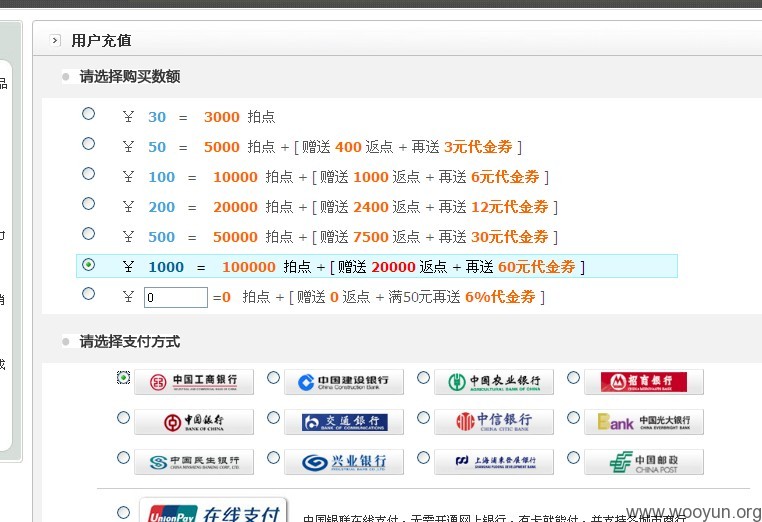 用户充值
请选择购买数额
品
¥ 30 = 3000 拍点
¥ 50 = 5000 拍点 + [ 赠送 400 返点 + 再送 3元代金券 ]
¥ 100 = 10000 拍点 + [ 赠送 1000 返点 + 再送 6元代金券 ]
¥ 200 = 20000 拍点 + [ 赠送 2400 返点 + 再送 12元代金券 ]
¥ 500 = 50000 拍点 + [ 赠送 7500 返点 + 再送 30元代金券 ]
¥ 1000 = 100000 拍点 + [ 赠送 20000 返点 + 再送 60元代金券 ]
¥ 0 =0 拍点 + [ 赠送 0 返点 + 满50元再送 6%代金券 ]
请选择支付方式
中国工商银行 中国建设银行 中国农业银行 招商银行
China Construction Bank AGRICULTURAL BANK OF CHINA
中国银行 交通银行 中信银行 Bank 中国光大银行
BANK OF CHINA BANK OF COMMUNICATIONS CHINA CITIC BANK CHINA EVERBRIGHT BANK
中国民生银行 兴业银行 上海浦东发展银行 中国邮政
CHINA MINSHENG BANKING CORP. LTD. SHANGHAI PUDONG DEVELOPMENT BANK CHINA POST
UnionPay 在线支付
中国银联在线支付，无需开通网上银行，有卡就能付，并支持多城市商行
www.wooyun.org